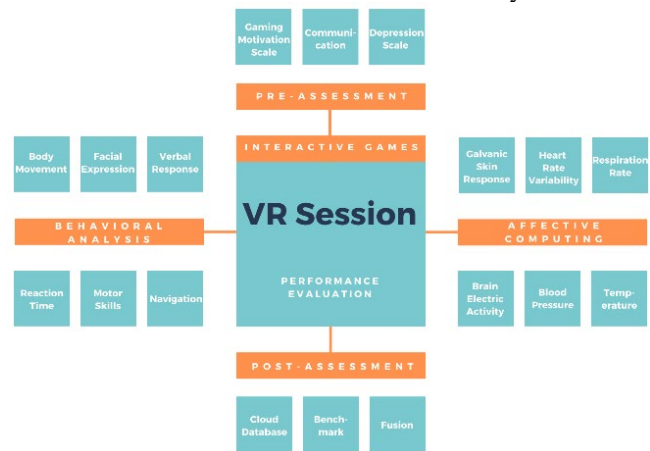 Gaming
Motivation
Scale
Communi-
cation
Depression
Scale
PRE-ASSESSMENT
INTERACTIVE GAMES
VR Session
PERFORMANCE
EVALUATION
Body
Movement
Facial
Expression
Verbal
Response
BEHAVIORAL
ANALYSIS
Reaction
Time
Motor
Skills
Navigation
Galvanic
Skin
Response
Heart
Rate
Variability
Respiration
Rate
AFFECTIVE
COMPUTING
Brain
Electric
Activity
Blood
Pressure
Temp-
erature
POST-ASSESSMENT
Cloud
Database
Bench-
mark
Fusion